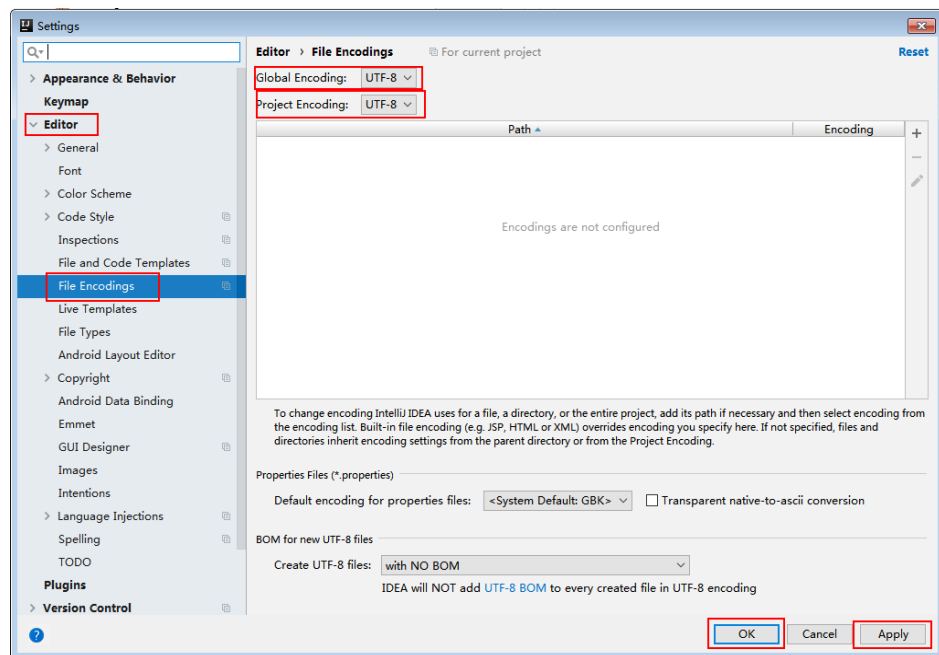 Settings
Editor > File Encodings For current project Reset
Appearance & Behavior
Keymap
Editor
General
Font
Color Scheme
Code Style
Inspections
File and Code Templates
File Encodings
Live Templates
File Types
Android Layout Editor
Copyright
Android Data Binding
Emmet
GUI Designer
Images
Intentions
Language Injections
Spelling
TODO
Plugins
Version Control
Global Encoding: UTF-8
Project Encoding: UTF-8
Path Encoding
Encodings are not configured
To change encoding IntelliJ IDEA uses for a file, a directory, or the entire project, add its path if necessary and then select encoding from
the encoding list. Built-in file encoding (e.g. JSP, HTML or XML) overrides encoding you specify here. If not specified, files and
directories inherit encoding settings from the parent directory or from the Project Encoding.
Properties Files (*.properties)
Default encoding for properties files: <System Default: GBK> Transparent native-to-ascii conversion
BOM for new UTF-8 files
Create UTF-8 files: with NO BOM
IDEA will NOT add UTF-8 BOM to every created file in UTF-8 encoding
? OK Cancel Apply